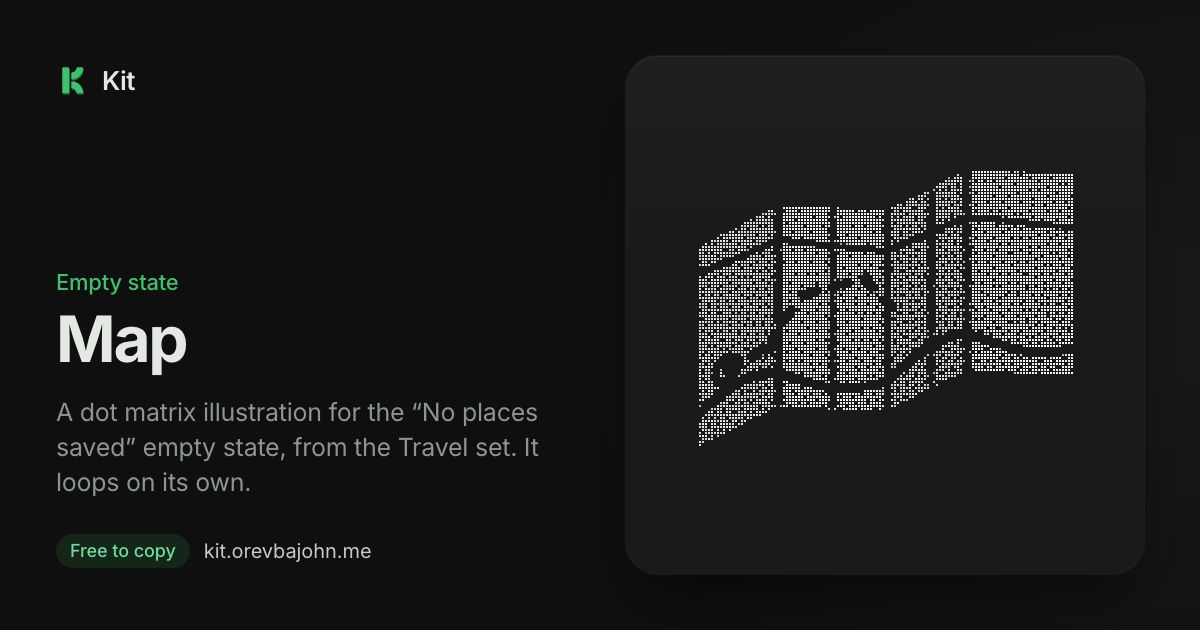 Kit
Empty state
Map
A dot matrix illustration for the “No places
saved” empty state, from the Travel set. It
loops on its own.
Free to copy
kit.orevbajohn.me